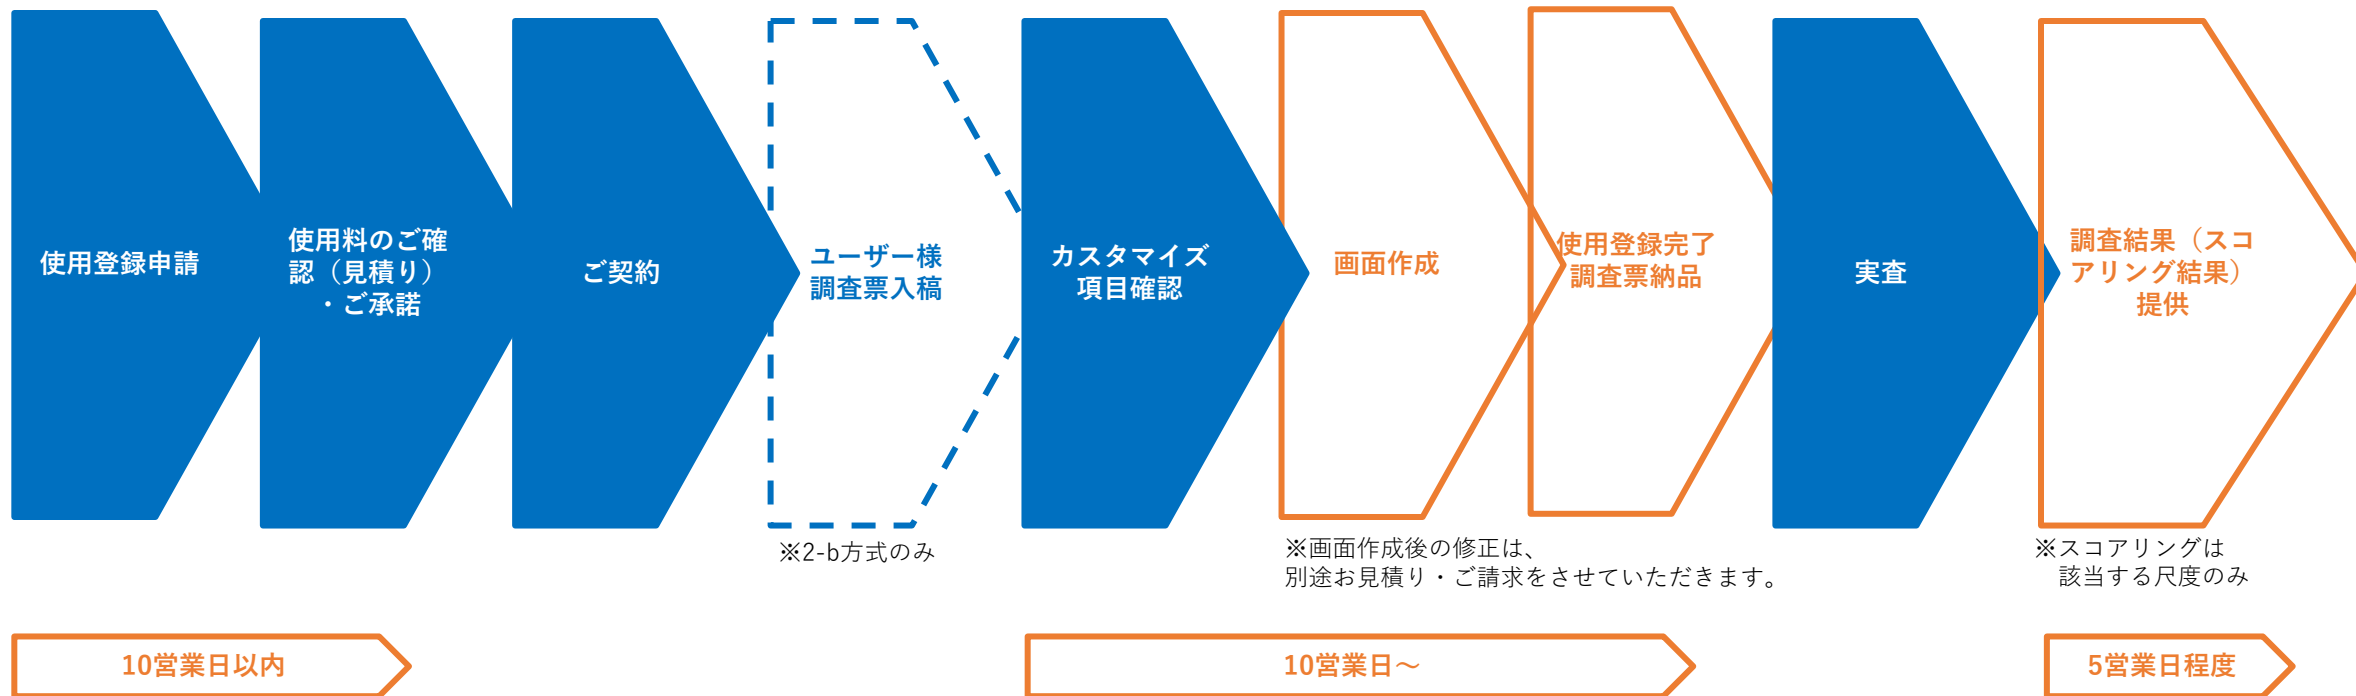 使用登録申請
使用料のご確
認（見積り）
・ご承諾
ご契約
ユーザー様
調査票入稿
カスタマイズ
項目確認
画面作成
使用登録完了
調査票納品
実査
調査結果（スコ
アリング結果）
提供
※2-b方式のみ
※画面作成後の修正は、
別途お見積り・ご請求をさせていただきます。
※スコアリングは
該当する尺度のみ
10営業日以内
10営業日～
5営業日程度